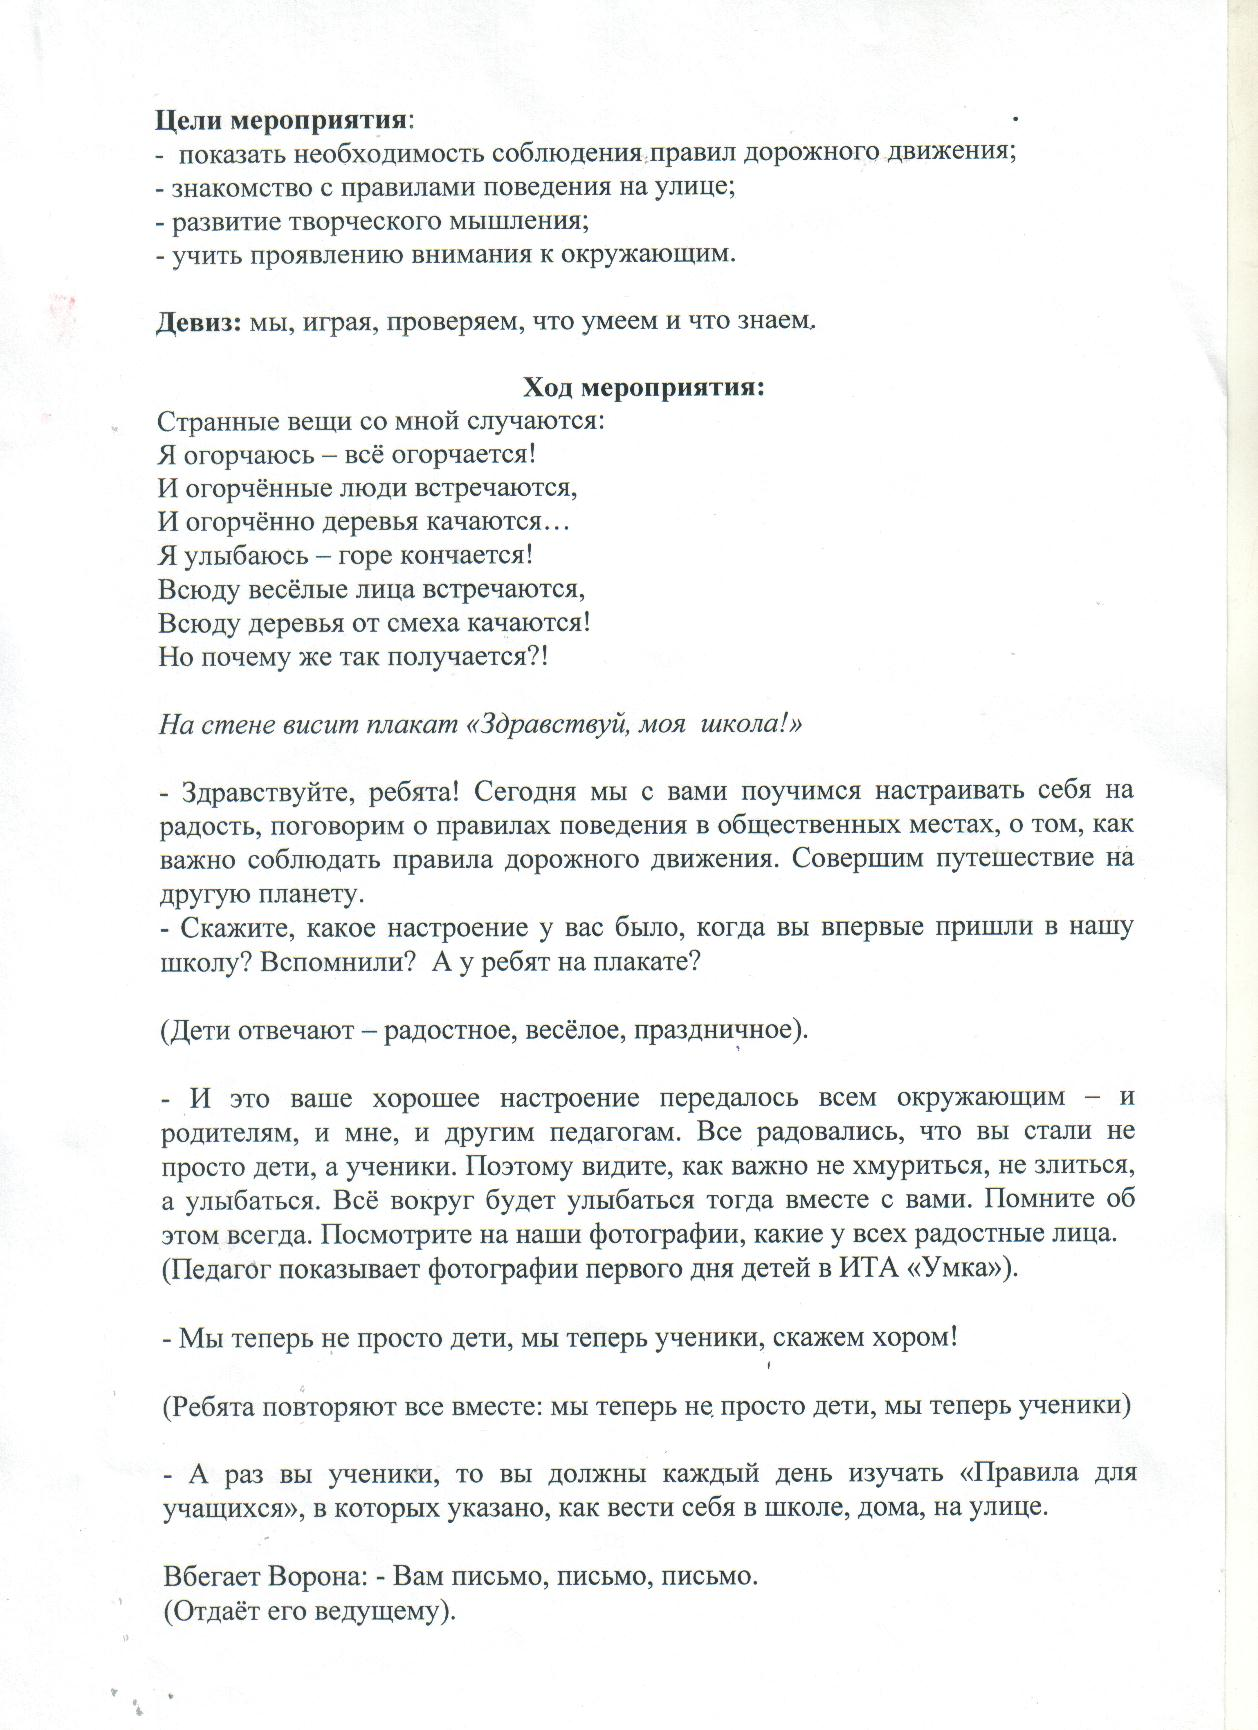 Цели мероприятия:
-  показать необходимость соблюдения правил дорожного движения;
- знакомство с правилами поведения на улице;
- развитие творческого мышления;
- учить проявлению внимания к окружающим.
Девиз: мы, играя, проверяем, что умеем и что знаем.
Ход мероприятия:
Странные вещи со мной случаются:
Я огорчаюсь – всё огорчается!
И огорчённые люди встречаются,
И огорчённо деревья качаются…
Я улыбаюсь – горе кончается!
Всюду весёлые лица встречаются,
Всюду деревья от смеха качаются!
Но почему же так получается?!
На стене висит плакат «Здравствуй, моя  школа!»
- Здравствуйте, ребята! Сегодня мы с вами поучимся настраивать себя на
радость, поговорим о правилах поведения в общественных местах, о том, как
важно соблюдать правила дорожного движения. Совершим путешествие на
другую планету.
- Скажите, какое настроение у вас было, когда вы впервые пришли в нашу
школу? Вспомнили?  А у ребят на плакате?
(Дети отвечают – радостное, весёлое, праздничное).
- И это ваше хорошее настроение передалось всем окружающим – и
родителям, и мне, и другим педагогам. Все радовались, что вы стали не
просто дети, а ученики. Поэтому видите, как важно не хмуриться, не злиться,
а улыбаться. Всё вокруг будет улыбаться тогда вместе с вами. Помните об
этом всегда. Посмотрите на наши фотографии, какие у всех радостные лица.
(Педагог показывает фотографии первого дня детей в ИТА «Умка»).
- Мы теперь не просто дети, мы теперь ученики, скажем хором!
(Ребята повторяют все вместе: мы теперь не просто дети, мы теперь ученики)
- А раз вы ученики, то вы должны каждый день изучать «Правила для
учащихся», в которых указано, как вести себя в школе, дома, на улице.
Вбегает Ворона: - Вам письмо, письмо, письмо.
(Отдаёт его ведущему).